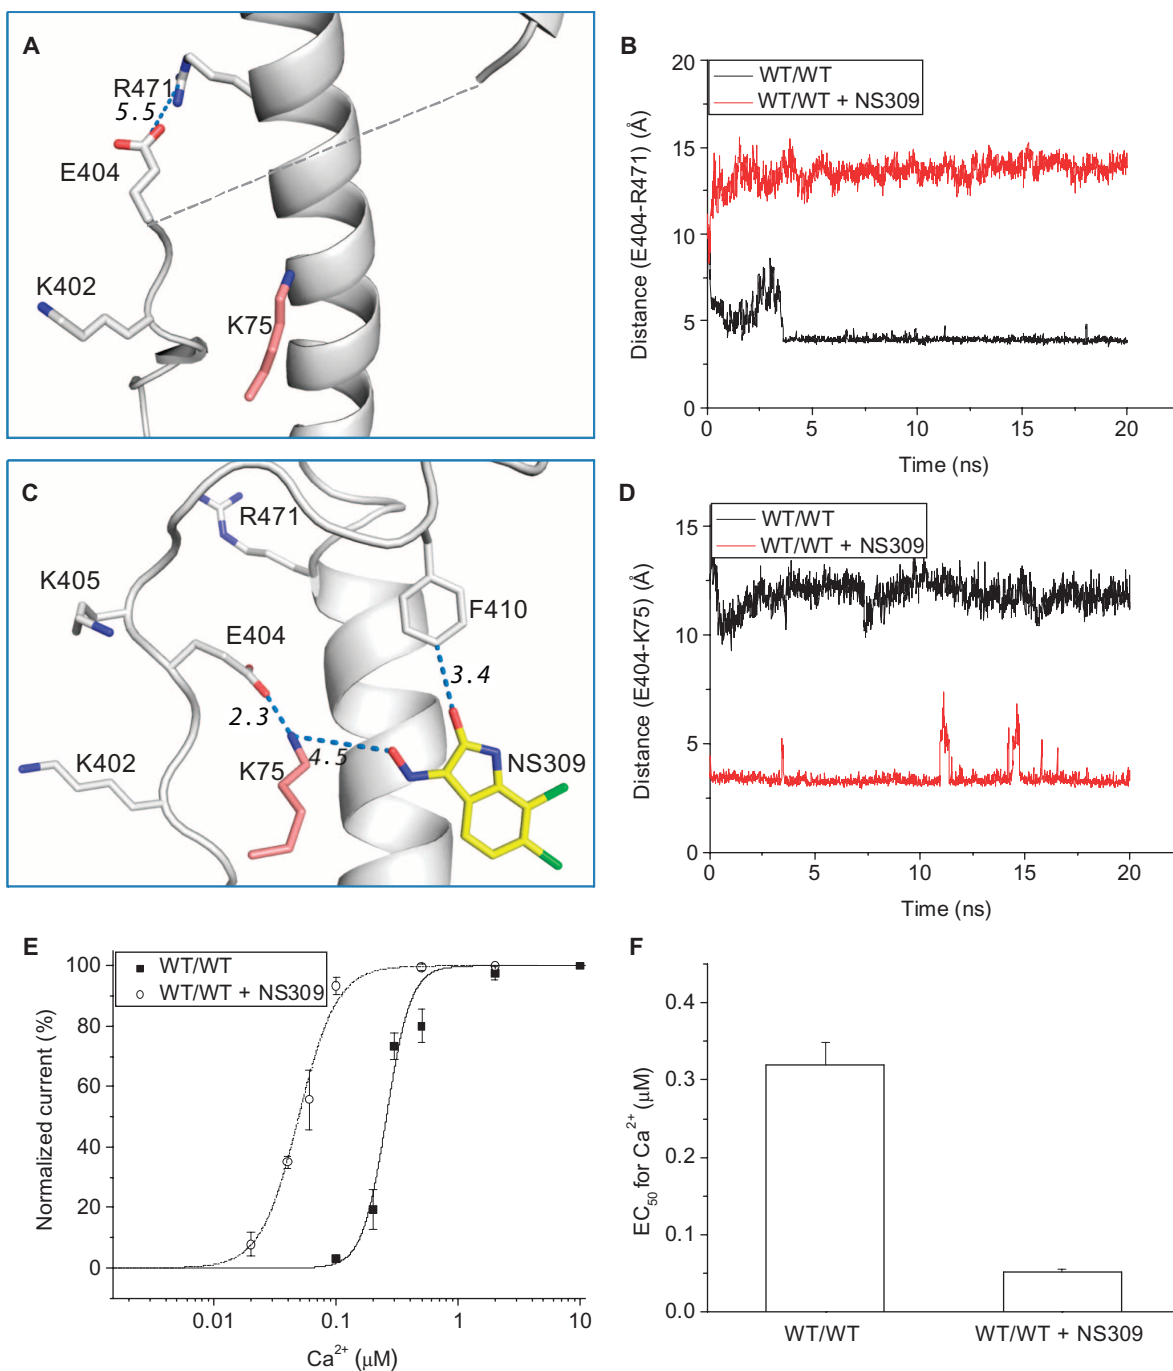 A
R471
5.5
E404
K402
K75
B
WT/WT
WT/WT + NS309
20
15
10
5
0
Distance (E404-R471) (Å)
0 5 10 15 20
Time (ns)
C
R471
K405
E404
F410
3.4
2.3
4.5
K402
K75
NS309
D
WT/WT
WT/WT + NS309
15
10
5
0
Distance (E404-K75) (Å)
0 5 10 15 20
Time (ns)
E
WT/WT
WT/WT + NS309
100
80
60
40
20
0
Normalized current (%)
0.01 0.1 1 10
Ca²⁺ (μM)
F
0.4
0.3
0.2
0.1
0.0
EC₅₀ for Ca²⁺ (μM)
WT/WT WT/WT + NS309